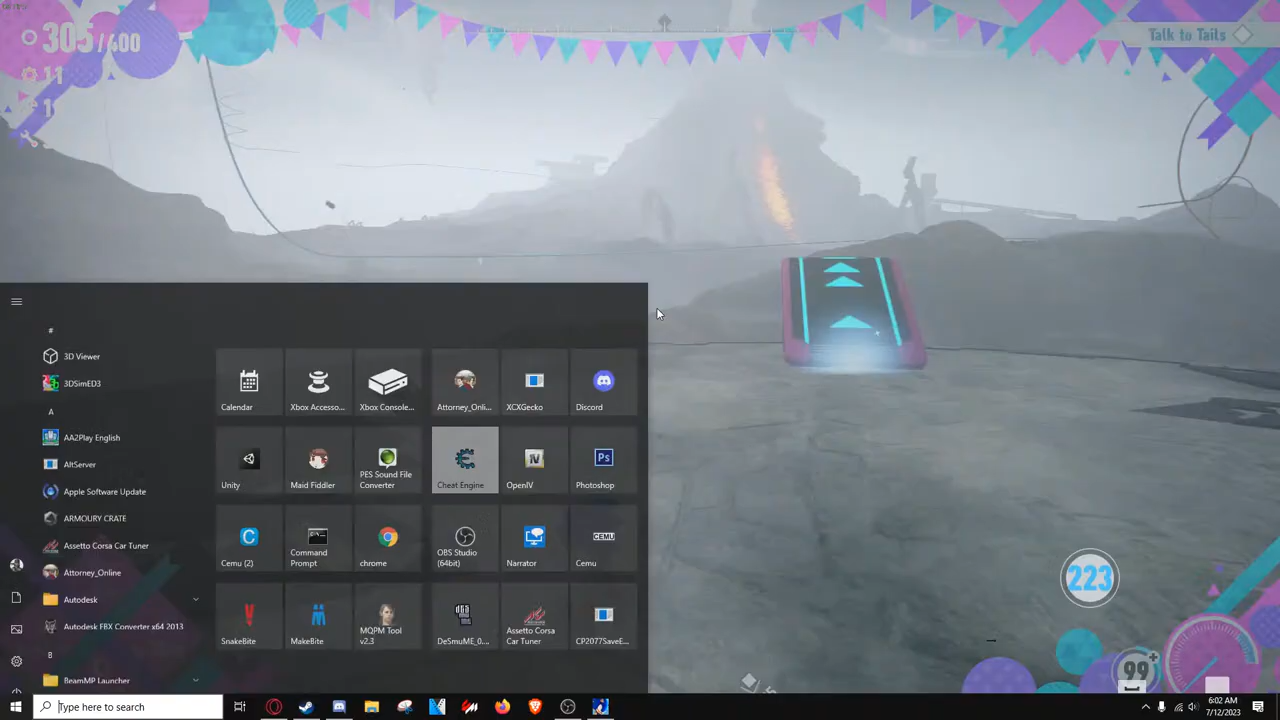 305/400
Talk to Tails
11
1
#
3D Viewer
3DSimED3
A
AA2Play English
AltServer
Apple Software Update
ARMOURY CRATE
Assetto Corsa Car Tuner
Attorney_Online
Autodesk
Autodesk FBX Converter x64 2013
B
BeamMP Launcher
Calendar
Xbox Accesso...
Xbox Console...
Attorney_Onli...
XCXGecko
Discord
Unity
Maid Fiddler
PES Sound File
Converter
Cheat Engine
OpenIV
Ps
Photoshop
Cemu (2)
Command
Prompt
chrome
OBS Studio
(64bit)
Narrator
CEMU
Cemu
SnakeBite
MakeBite
MQPM Tool
v2.3
DeSmuME_0....
Assetto Corsa
Car Tuner
CP2077SaveE...
223
99+
Type here to search
6:02 AM
7/12/2023